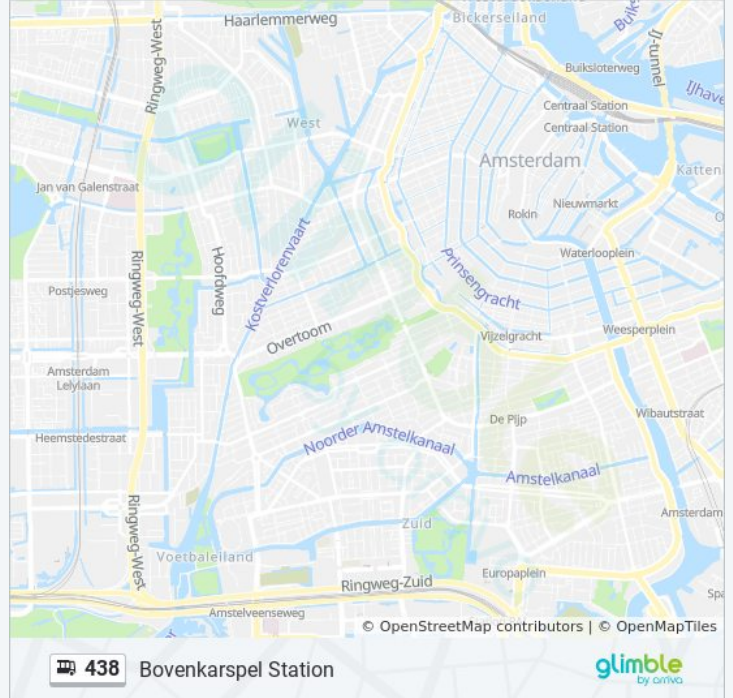 Haarlemmerweg
Bickerseiland
Ringweg-West
IJ-tunnel
Buiksloterweg
Centraal Station
Centraal Station
West
Amsterdam
Jan van Galenstraat
Rokin
Nieuwmarkt
Waterlooplein
Kostverlorenvaart
Hoofdweg
Ringweg-West
Postjesweg
Prinsengracht
Overtoom
Vijzelgracht
Weesperplein
Amsterdam
Lelylaan
De Pijp
Wibautstraat
Heemstedestraat
Noorder Amstelkanaal
Amstelkanaal
Ringweg-West
Amsterdam
Zuid
Voetbaleiland
Europaplein
Ringweg-Zuid
Amstelveenseweg
© OpenStreetMap contributors | © OpenMapTiles
438 Bovenkarspel Station
glimble
by arriva